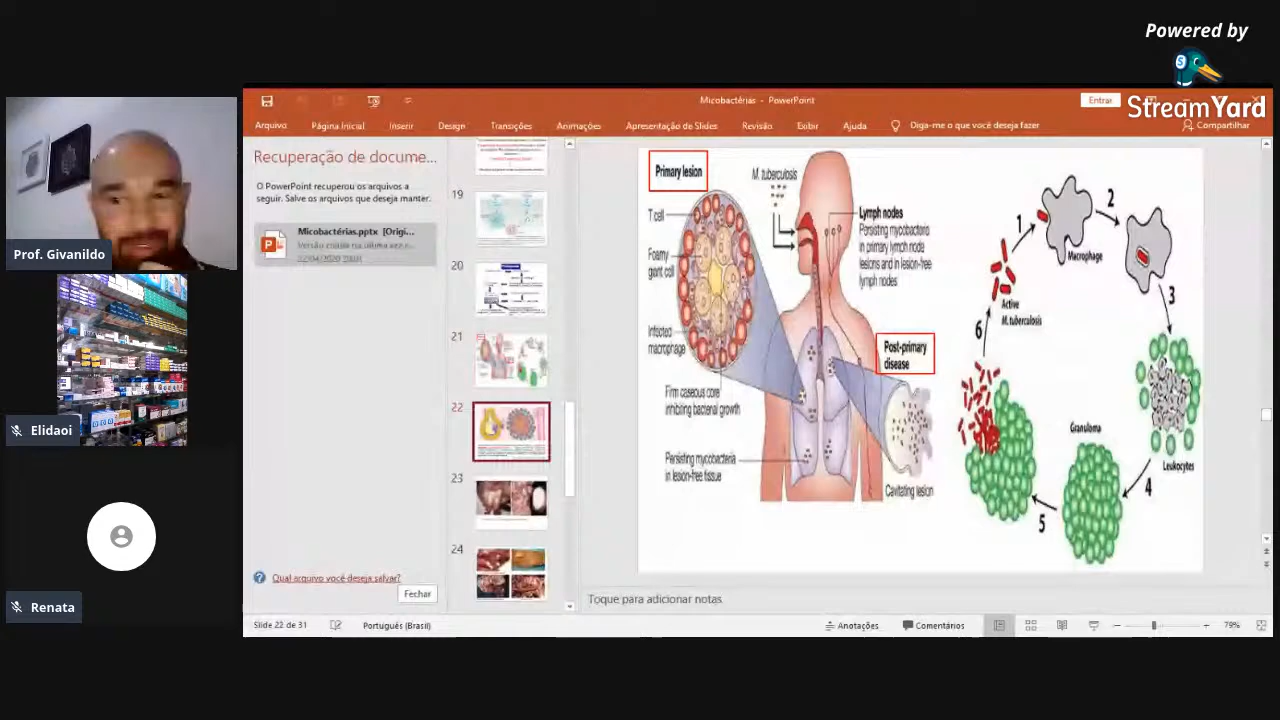 Powered by
StreamYard
Micobactérias - PowerPoint
Entrar
Arquivo
Página Inicial
Inserir
Design
Transições
Animações
Apresentação de Slides
Revisão
Exibir
Ajuda
Diga-me o que você deseja fazer
Compartilhar
Prof. Givanildo
Elidaoi
Renata
Recuperação de docume...
O PowerPoint recuperou os arquivos a
seguir. Salve os arquivos que deseja manter.
Micobactérias.pptx [Origi...
Qual arquivo você deseja salvar?
Fechar
19
20
21
22
23
24
Primary lesion
T cell
Foamy
giant cell
Infected
macrophage
Firm caseous core
inhibiting bacterial growth
Persisting mycobacteria
in lesion-free tissue
M. tuberculosis
Lymph nodes
Persisting mycobacteria
in primary lymph node
lesions and in lesion-free
lymph nodes
Post-primary
disease
Cavitating lesion
1
2
Macrophage
3
Active
M. tuberculosis
6
Leukocytes
4
Granuloma
5
Toque para adicionar notas
Slide 22 de 31
Português (Brasil)
Anotações
Comentários
79%